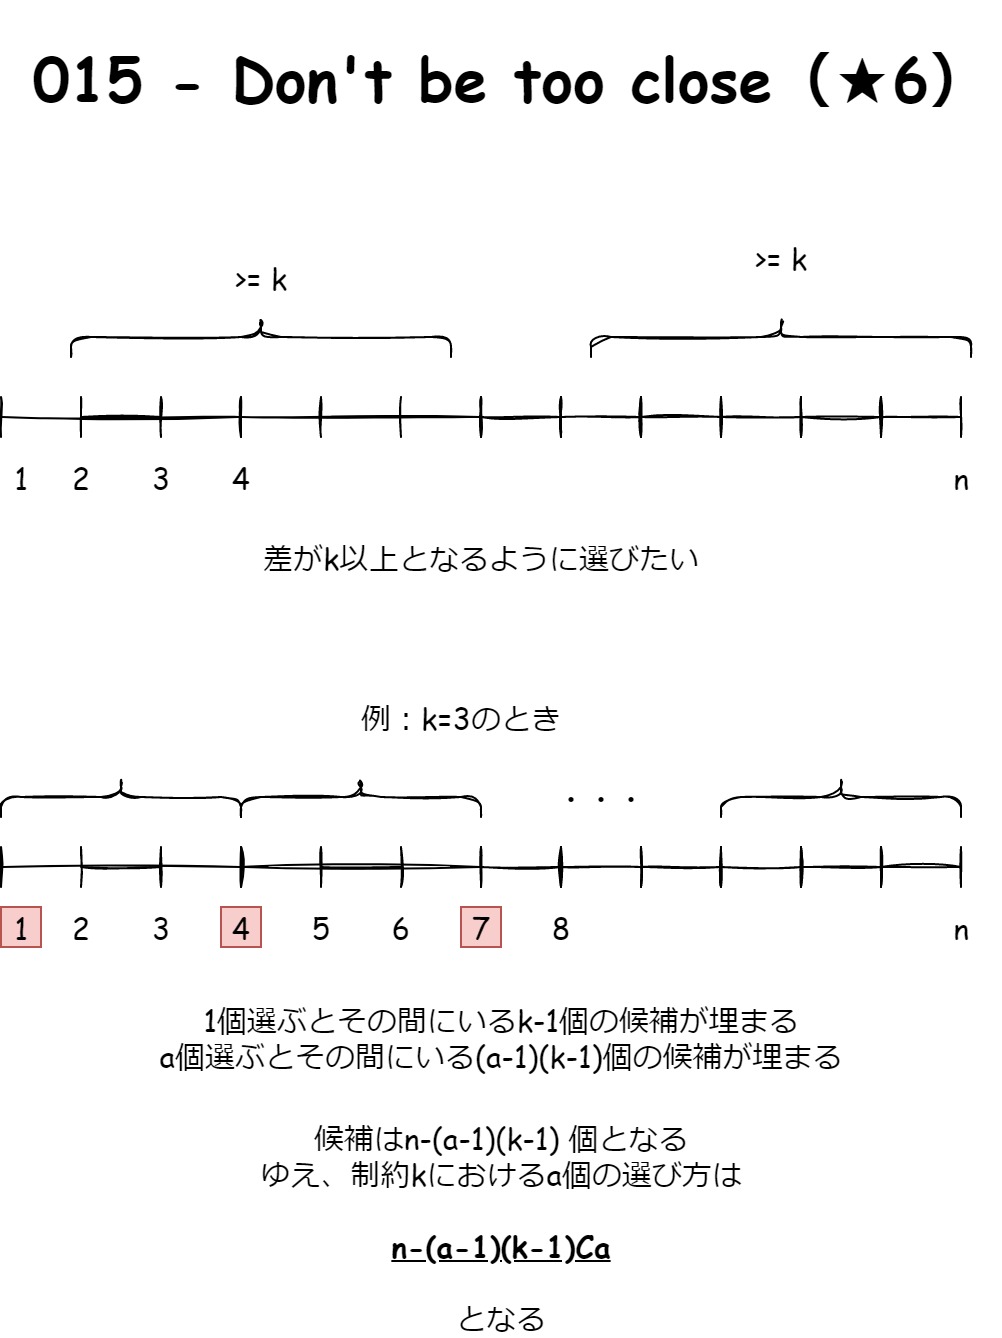 015 - Don't be too close (★6)
>= k
>= k
1 2 3 4 n
差がk以上となるように選びたい
例：k=3のとき
・・・
1 2 3 4 5 6 7 8 n
1個選ぶとその間にいるk-1個の候補が埋まる
a個選ぶとその間にいる(a-1)(k-1)個の候補が埋まる
候補はn-(a-1)(k-1) 個となる
ゆえ、制約kにおけるa個の選び方は
n-(a-1)(k-1)Ca
となる